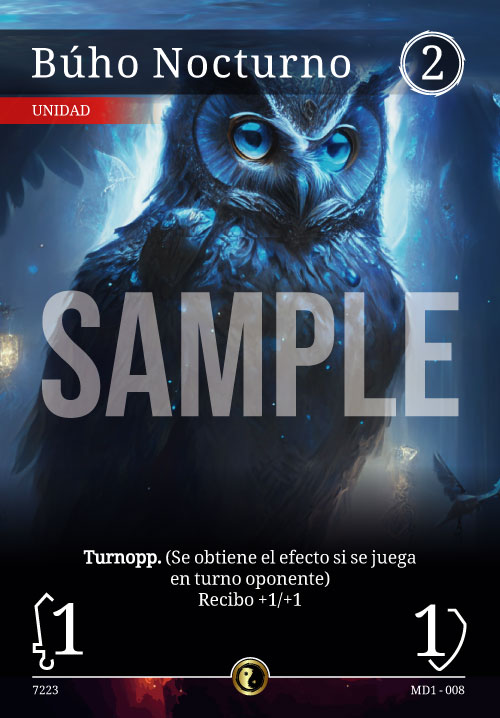 Búho Nocturno
2
UNIDAD
SAMPLE
Turnopp. (Se obtiene el efecto si se juega
en turno oponente)
Recibo +1/+1
1
1
7223
MD1 - 008